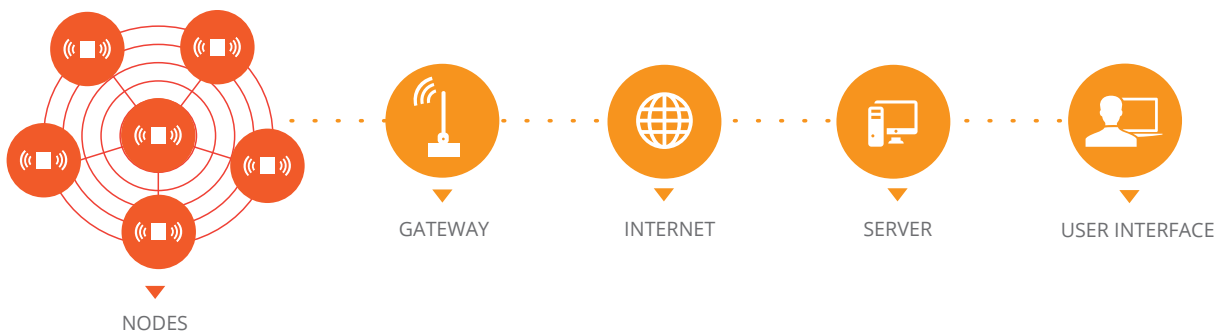 GATEWAY
INTERNET
SERVER
USER INTERFACE
NODES